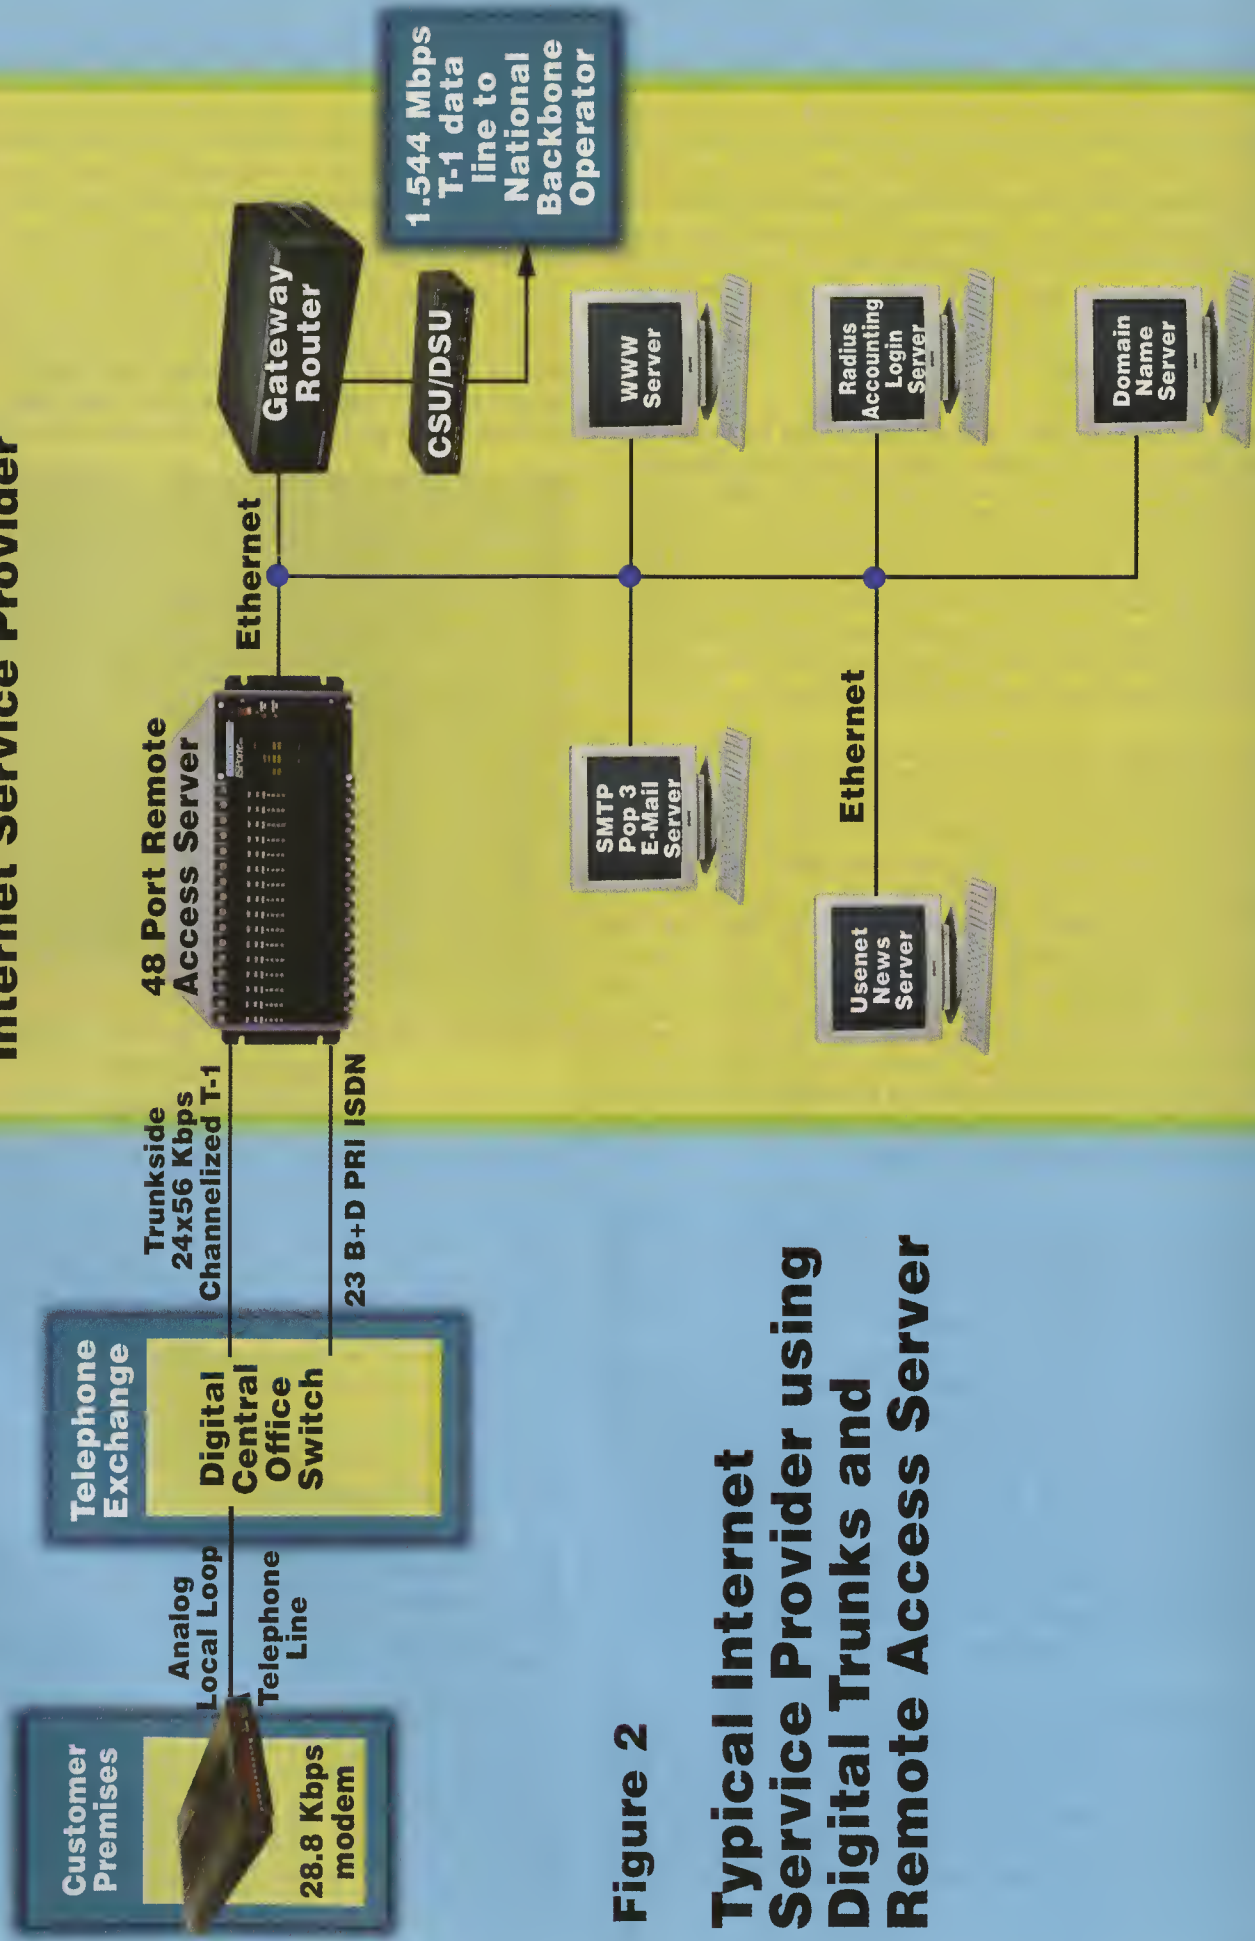 Internet Service Provider
Customer
Premises
28.8 Kbps
modem
Analog
Local Loop
Telephone
Line
Telephone
Exchange
Digital
Central
Office
Switch
Trunkside
24x56 Kbps
Channelized T-1
23 B+D PRI ISDN
48 Port Remote
Access Server
Ethernet
Gateway
Router
CSU/DSU
1.544 Mbps
T-1 data
line to
National
Backbone
Operator
SMTP
Pop 3
E-Mail
Server
WWW
Server
Ethernet
Usenet
News
Server
Radius
Accounting
Login
Server
Domain
Name
Server
Figure 2
Typical Internet
Service Provider using
Digital Trunks and
Remote Access Server